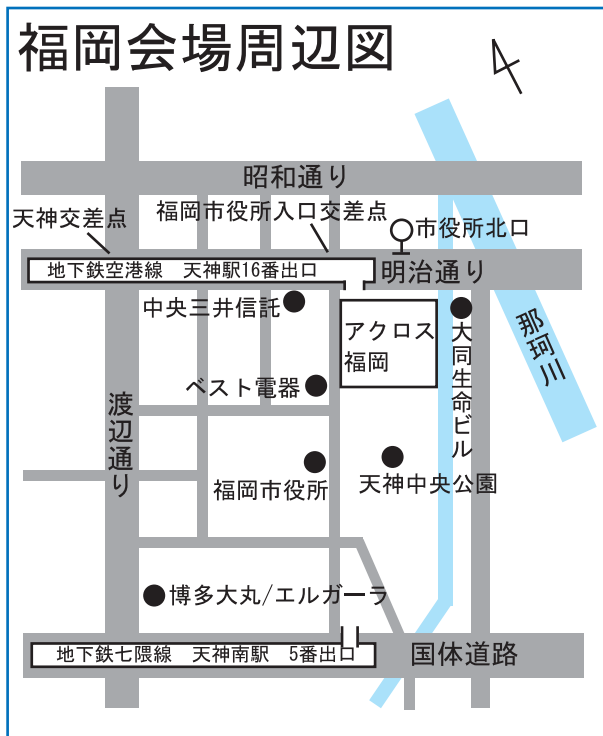 福岡会場周辺図
昭和通り
天神交差点
福岡市役所入口交差点
市役所北口
地下鉄空港線 天神駅16番出口
明治通り
中央三井信託
アクロス
福岡
大同生命ビル
那珂川
ベスト電器
渡辺通り
福岡市役所
天神中央公園
博多大丸/エルガーラ
地下鉄七隈線 天神南駅 5番出口
国体道路